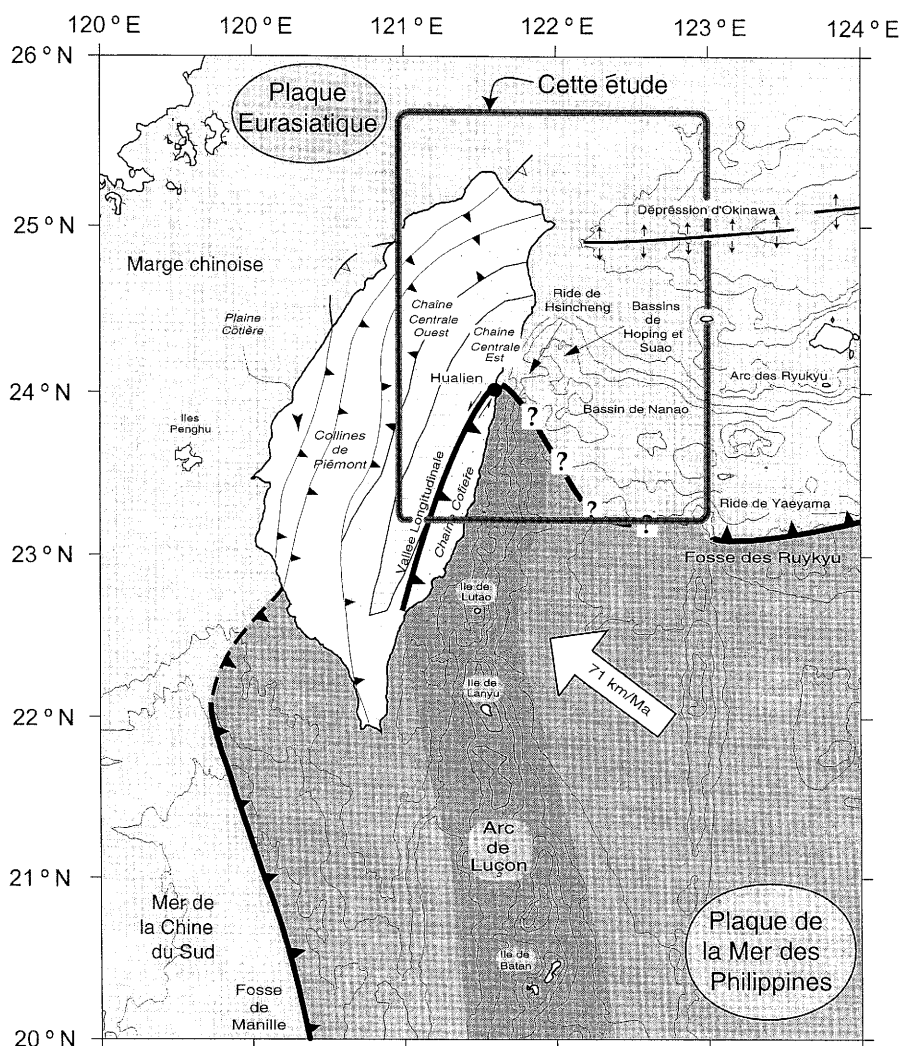 120 ° E
120 ° E
121 ° E
122 ° E
123 ° E
124 ° E
26 ° N
25 ° N
24 ° N
23 ° N
22 ° N
21 ° N
20 ° N
Plaque
Eurasiatique
Cette étude
Dépréssion d'Okinawa
Marge chinoise
Plaine
Côtière
Chaîne
Centrale
Ouest
Chaîne
Centrale
Est
Ride de
Hsincheng
Bassins
de
Hoping et
Suao
Hualien
Arc des Ryukyu
Iles
Penghu
Collines
de
Piémont
Bassin de Nanao
?
?
?
?
Vallée Longitudinale
Chaîne Cotière
Ride de Yaeyama
Fosse des Ruykyu
Ile de
Lutao
71 km/Ma
Ile de
Lanyu
Arc
de
Luçon
Mer de
la Chine
du Sud
Plaque de
la Mer des
Philippines
Ile de
Batan
Fosse
de
Manille